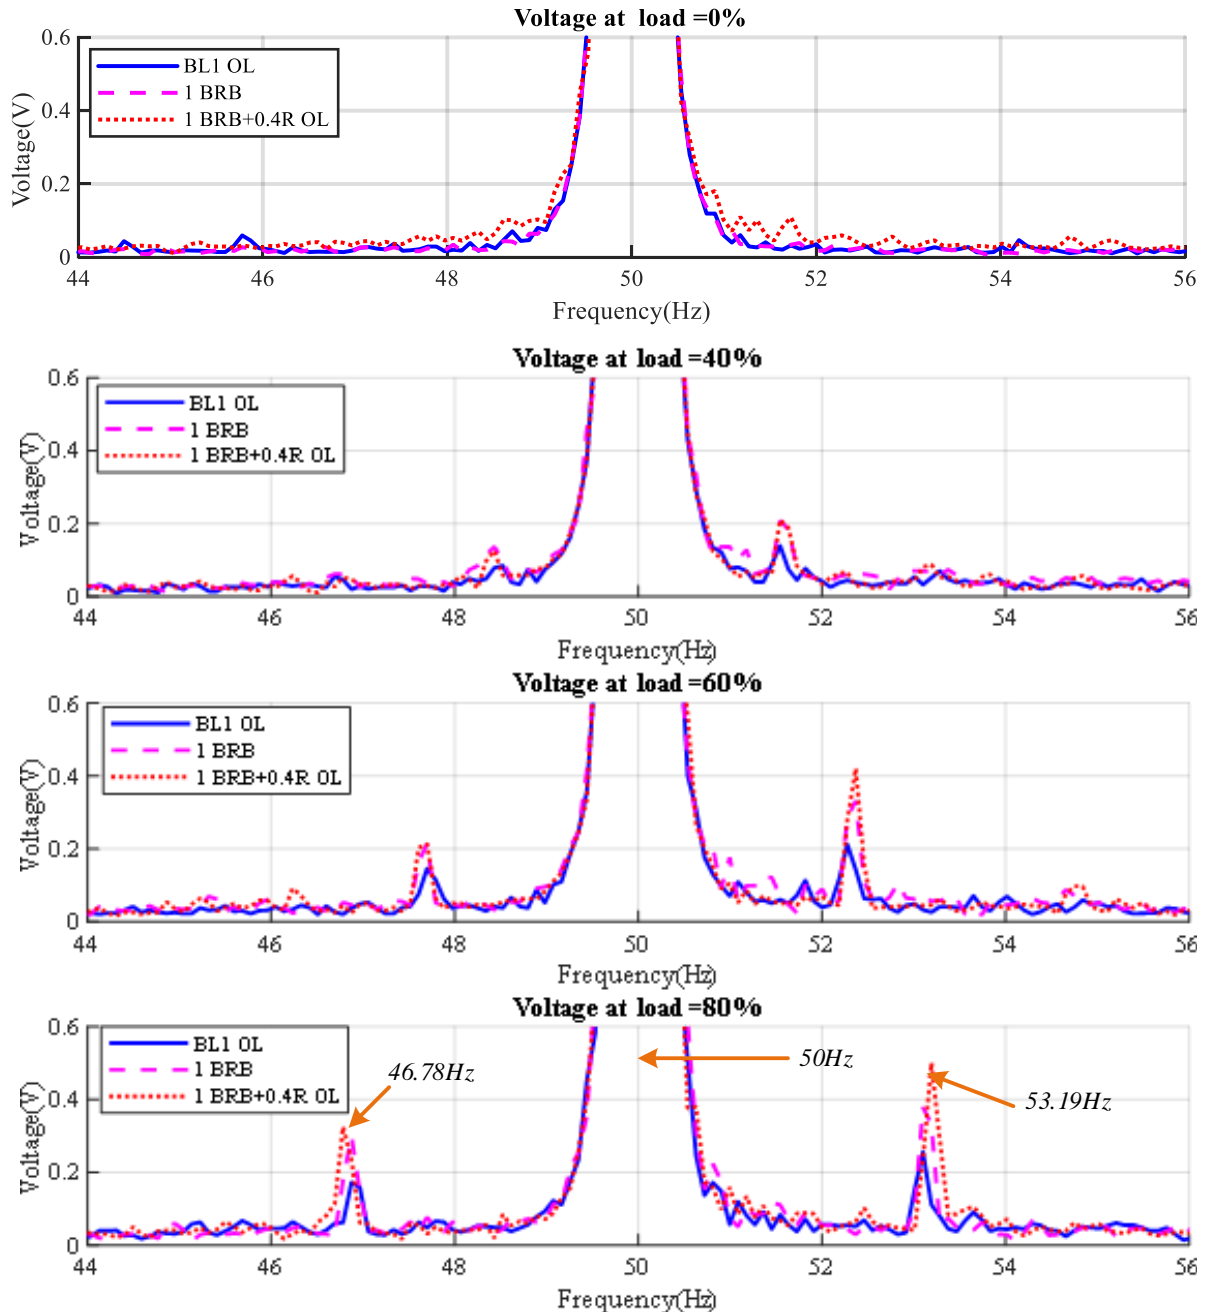 Voltage at load =0%
0.6
BL1 OL
1 BRB
1 BRB+0.4R OL
0.4
0.2
0
Voltage(V)
44 46 48 50 52 54 56
Frequency(Hz)
Voltage at load =40%
0.6
BL1 OL
1 BRB
1 BRB+0.4R OL
0.4
0.2
0
Voltage(V)
44 46 48 50 52 54 56
Frequency(Hz)
Voltage at load =60%
0.6
BL1 OL
1 BRB
1 BRB+0.4R OL
0.4
0.2
0
Voltage(V)
44 46 48 50 52 54 56
Frequency(Hz)
Voltage at load =80%
0.6
BL1 OL
1 BRB
1 BRB+0.4R OL
46.78Hz
50Hz
53.19Hz
0.4
0.2
0
Voltage(V)
44 46 48 50 52 54 56
Frequency(Hz)